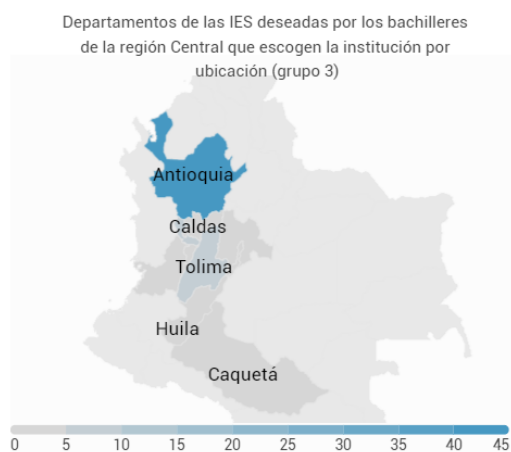 Departamentos de las IES deseadas por los bachilleres
de la región Central que escogen la institución por
ubicación (grupo 3)
Antioquia
Caldas
Tolima
Huila
Caquetá
0 5 10 15 20 25 30 35 40 45